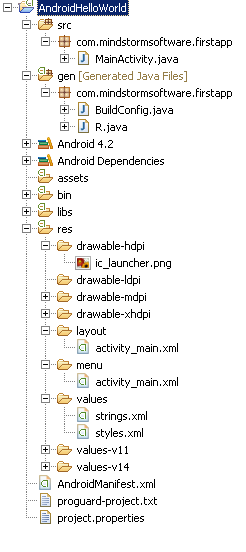 AndroidHelloWorld
src
com.mindstormsoftware.firstapp
MainActivity.java
gen [Generated Java Files]
com.mindstormsoftware.firstapp
BuildConfig.java
R.java
Android 4.2
Android Dependencies
assets
bin
libs
res
drawable-hdpi
ic_launcher.png
drawable-ldpi
drawable-mdpi
drawable-xhdpi
layout
activity_main.xml
menu
activity_main.xml
values
strings.xml
styles.xml
values-v11
values-v14
AndroidManifest.xml
proguard-project.txt
project.properties